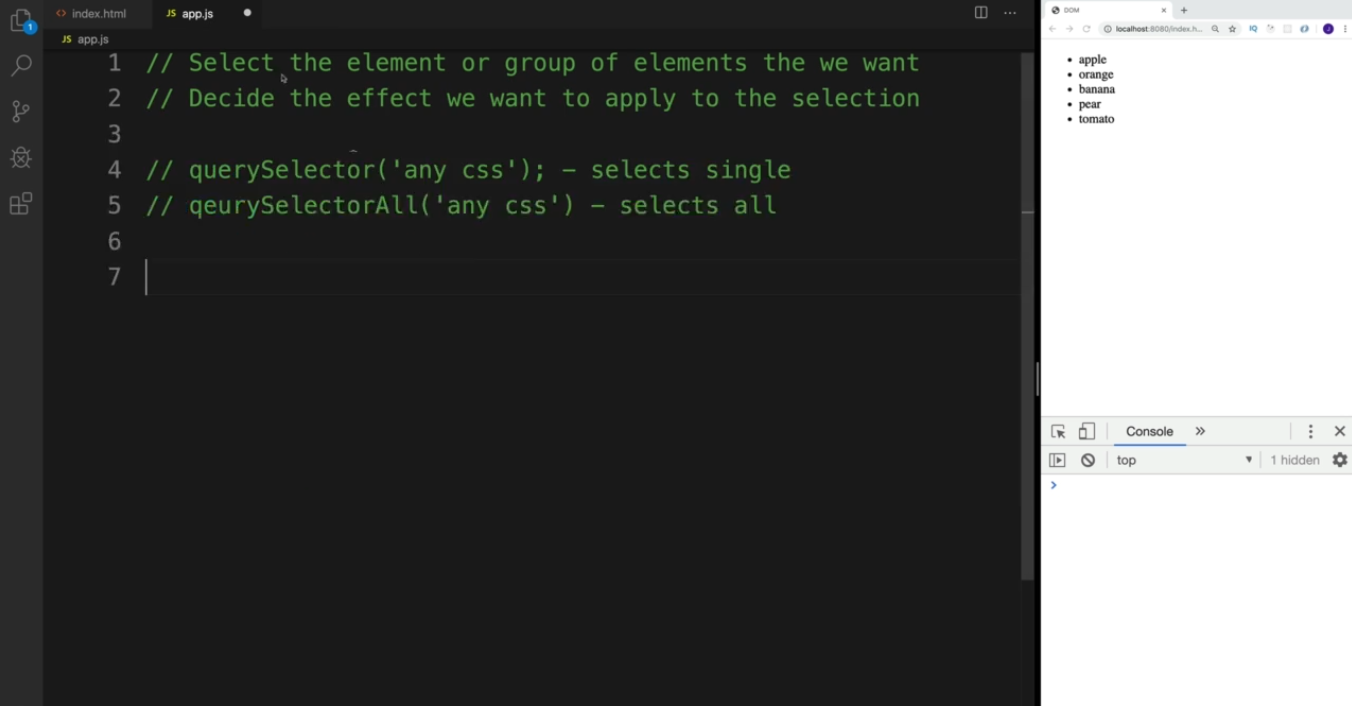 1
index.html
JS app.js
JS app.js
1 // Select the element or group of elements the we want
2 // Decide the effect we want to apply to the selection
3
4 // querySelector('any css'); – selects single
5 // qeurySelectorAll('any css') – selects all
6
7
DOM
localhost:8080/index.h...
IQ
J
• apple
• orange
• banana
• pear
• tomato
Console
top
1 hidden